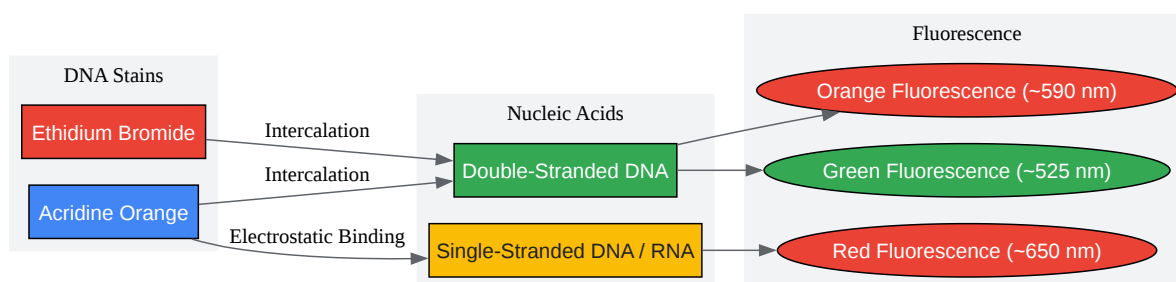 DNA Stains
Ethidium Bromide
Acridine Orange
Intercalation
Intercalation
Electrostatic Binding
Nucleic Acids
Double-Stranded DNA
Single-Stranded DNA / RNA
Fluorescence
Orange Fluorescence (~590 nm)
Green Fluorescence (~525 nm)
Red Fluorescence (~650 nm)